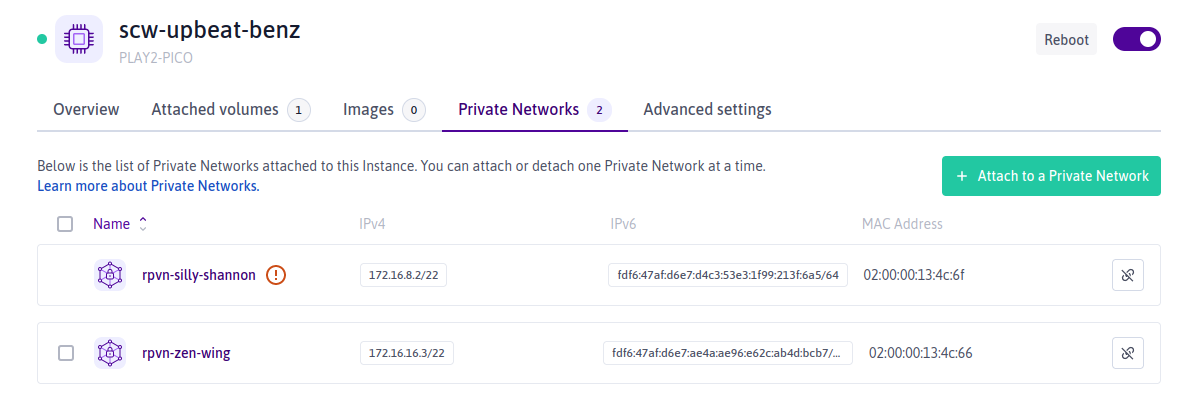 scw-upbeat-benz
PLAY2-PICO
Reboot
Overview Attached volumes 1 Images 0 Private Networks 2 Advanced settings
Below is the list of Private Networks attached to this Instance. You can attach or detach one Private Network at a time.
Learn more about Private Networks.
+ Attach to a Private Network
Name IPv4 IPv6 MAC Address
rpvn-silly-shannon 172.16.8.2/22 fdf6:47af:d6e7:d4c3:53e3:1f99:213f:6a5/64 02:00:00:13:4c:6f
rpvn-zen-wing 172.16.16.3/22 fdf6:47af:d6e7:ae4a:ae96:e62c:ab4d:bcb7/... 02:00:00:13:4c:66